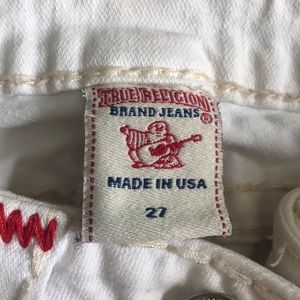 TRUE RELIGION
BRAND JEANS®
MADE IN USA
27